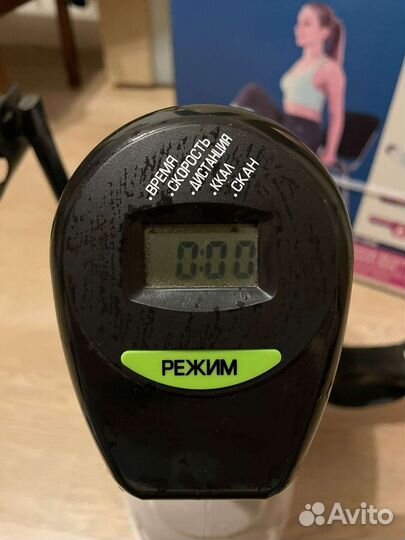 .ВРЕМЯ
.СКОРОСТЬ
.ДИСТАНЦИЯ
.ККАЛ
.СКАН
0:00
РЕЖИМ
Avito